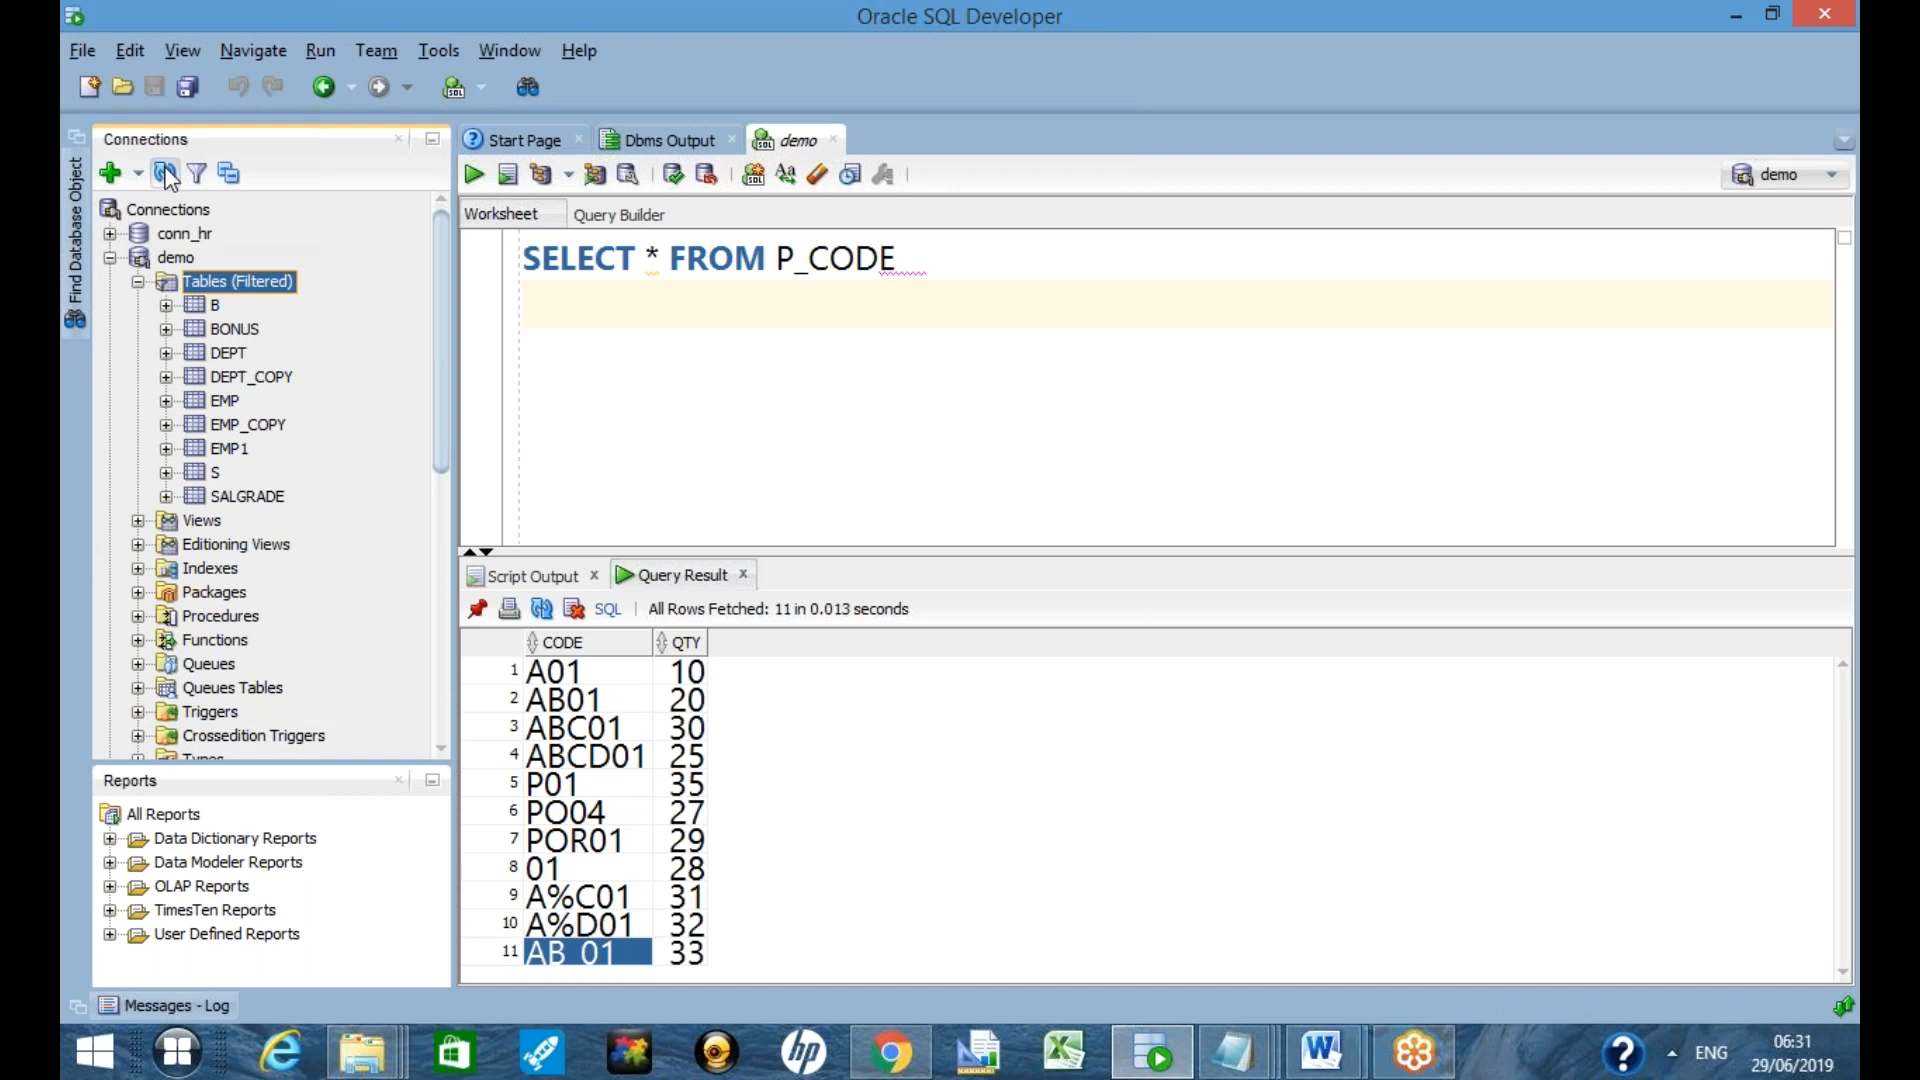 Oracle SQL Developer
File Edit View Navigate Run Team Tools Window Help
Find Database Object
Connections
Connections
conn_hr
demo
Tables (Filtered)
B
BONUS
DEPT
DEPT_COPY
EMP
EMP_COPY
EMP1
S
SALGRADE
Views
Editioning Views
Indexes
Packages
Procedures
Functions
Queues
Queues Tables
Triggers
Crossedition Triggers
Reports
All Reports
Data Dictionary Reports
Data Modeler Reports
OLAP Reports
TimesTen Reports
User Defined Reports
Start Page Dbms Output demo
demo
Worksheet Query Builder
SELECT * FROM P_CODE
Script Output Query Result
SQL All Rows Fetched: 11 in 0.013 seconds
CODE QTY
1 A01 10
2 AB01 20
3 ABC01 30
4 ABCD01 25
5 P01 35
6 PO04 27
7 POR01 29
8 01 28
9 A%C01 31
10 A%D01 32
11 AB_01 33
Messages - Log
ENG
06:31
29/06/2019